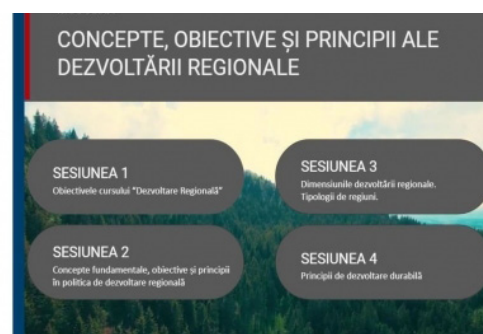 CONCEPTE, OBIECTIVE ȘI PRINCIPII ALE
DEZVOLTĂRII REGIONALE
SESIUNEA 1
Obiectivele cursului “Dezvoltare Regională”
SESIUNEA 2
Concepte fundamentale, obiective și principii
în politica de dezvoltare regională
SESIUNEA 3
Dimensiunile dezvoltării regionale.
Tipologii de regiuni.
SESIUNEA 4
Principii de dezvoltare durabilă